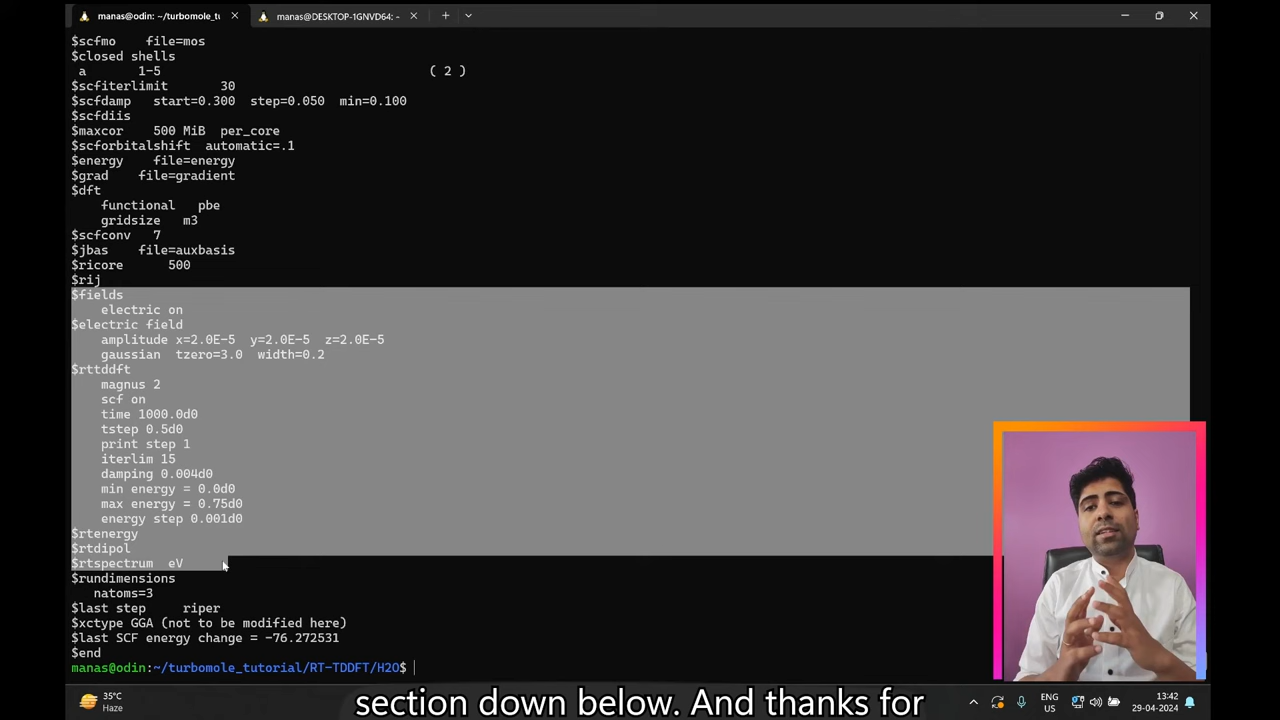 manas@odin: ~/turbomole_tu
manas@DESKTOP-1GNVD64: ~
$scfmo file=mos
$closed shells
a 1-5 ( 2 )
$scfiterlimit 30
$scfdamp start=0.300 step=0.050 min=0.100
$scfdiis
$maxcor 500 MiB per_core
$scforbitalshift automatic=.1
$energy file=energy
$grad file=gradient
$dft
functional pbe
gridsize m3
$scfconv 7
$jbas file=auxbasis
$ricore 500
$rij
$fields
electric on
$electric field
amplitude x=2.0E-5 y=2.0E-5 z=2.0E-5
gaussian tzero=3.0 width=0.2
$rttddft
magnus 2
scf on
time 1000.0d0
tstep 0.5d0
print step 1
iterlim 15
damping 0.004d0
min energy = 0.0d0
max energy = 0.75d0
energy step 0.001d0
$rtenergy
$rtdipol
$rtspectrum eV
$rundimensions
natoms=3
$last step riper
$xctype GGA (not to be modified here)
$last SCF energy change = -76.272531
$end
manas@odin:~/turbomole_tutorial/RT-TDDFT/H2O$
section down below. And thanks for
35°C
Haze
ENG
US
13:42
29-04-2024